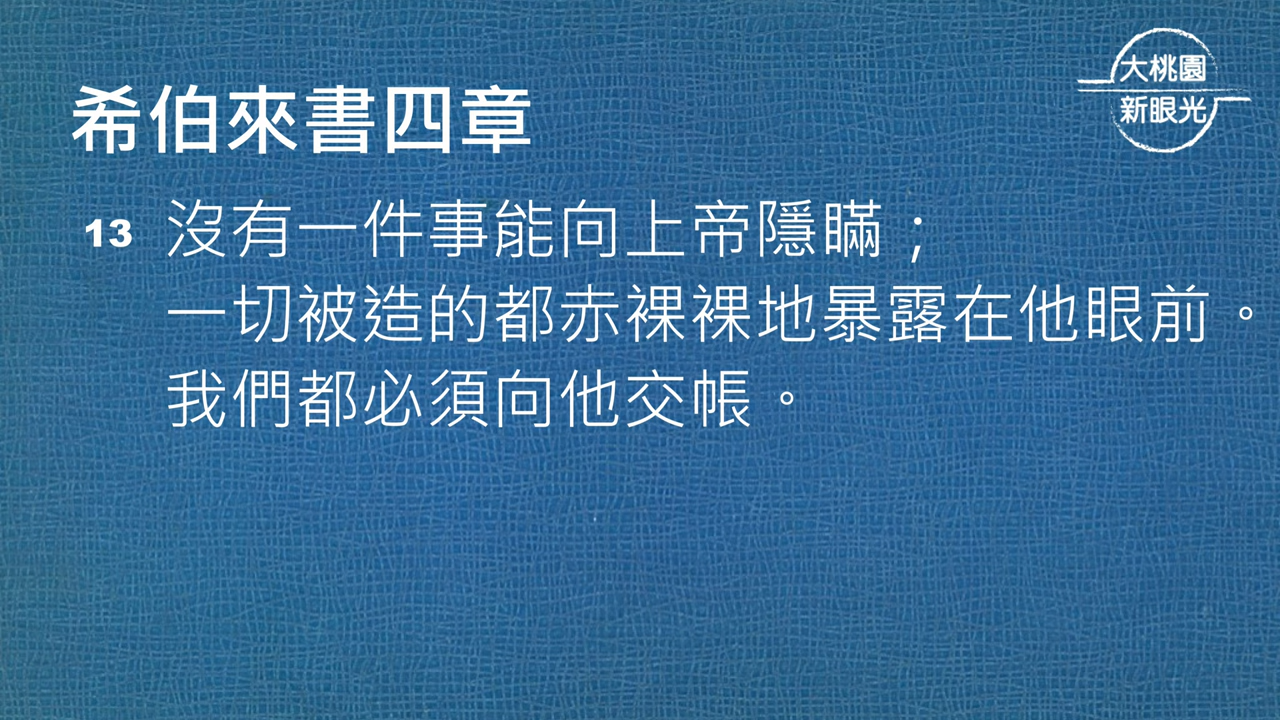 大桃園
新眼光
希伯來書四章
13 沒有一件事能向上帝隱瞞；
一切被造的都赤裸裸地暴露在他眼前。
我們都必須向他交帳。